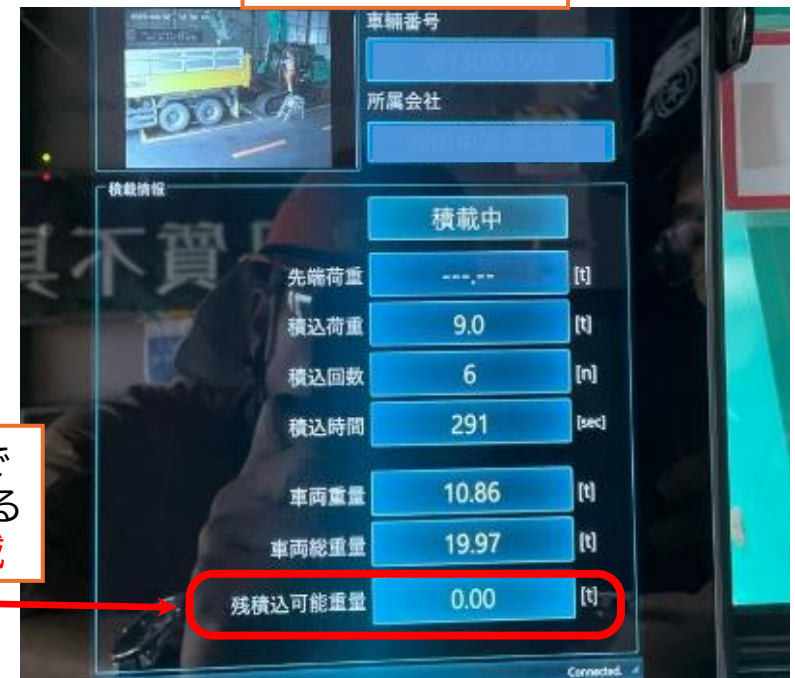 車輌番号
所属会社
積載情報
積載中
先端荷重 ---.-- [t]
積込荷重 9.0 [t]
積込回数 6 [n]
積込時間 291 [sec]
車両重量 10.86 [t]
車両総重量 19.97 [t]
残積込可能重量 0.00 [t]
で
る
Connected.